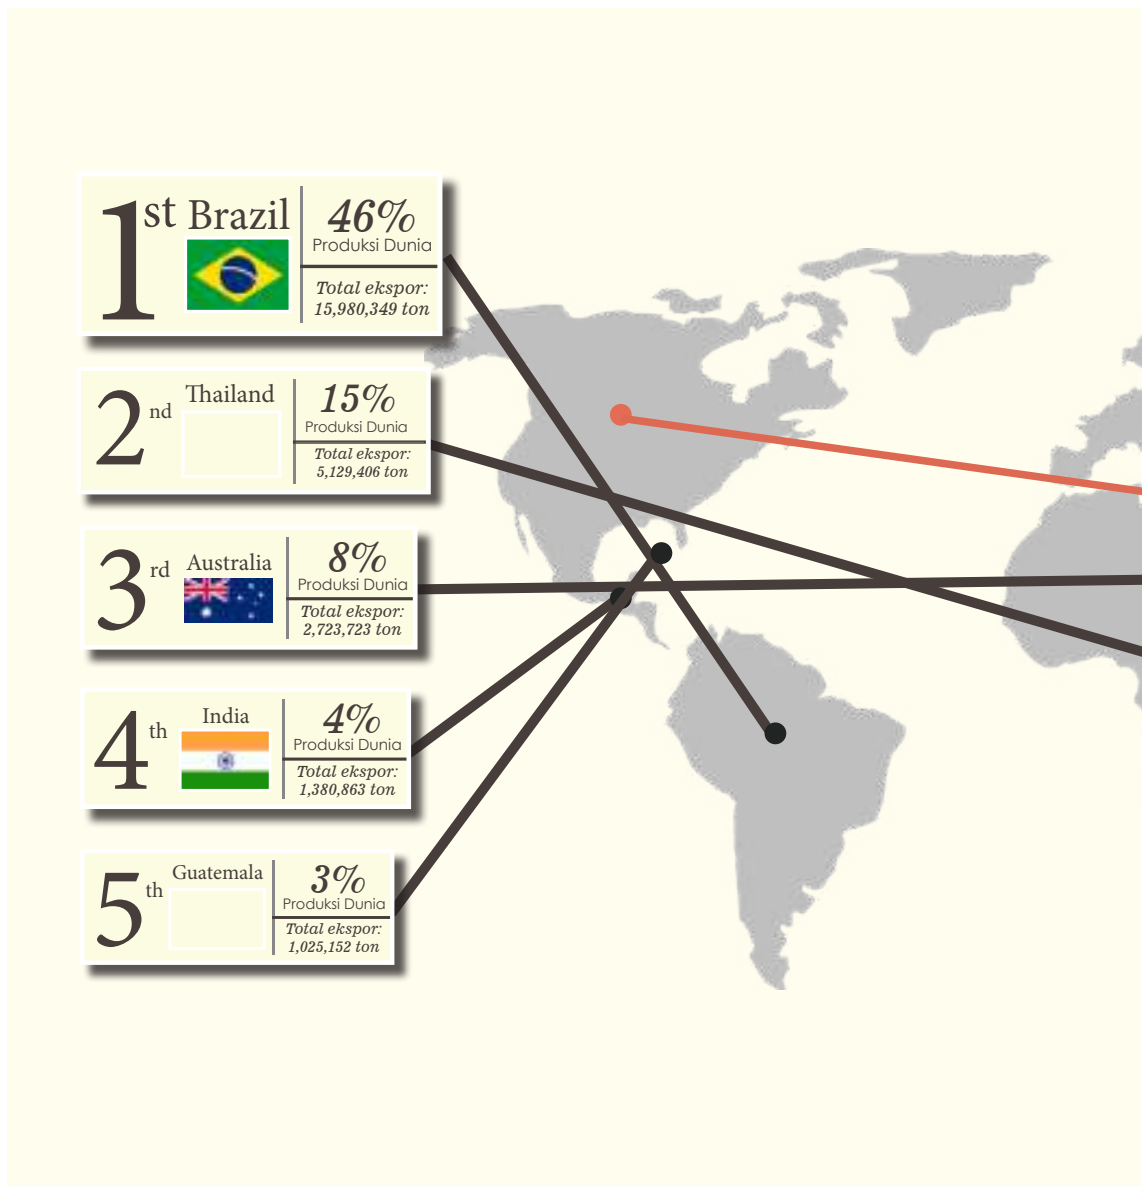 1st Brazil
46%
Produksi Dunia
Total ekspor:
15,980,349 ton
2nd Thailand
15%
Produksi Dunia
Total ekspor:
5,129,406 ton
3rd Australia
8%
Produksi Dunia
Total ekspor:
2,723,723 ton
4th India
4%
Produksi Dunia
Total ekspor:
1,380,863 ton
5th Guatemala
3%
Produksi Dunia
Total ekspor:
1,025,152 ton